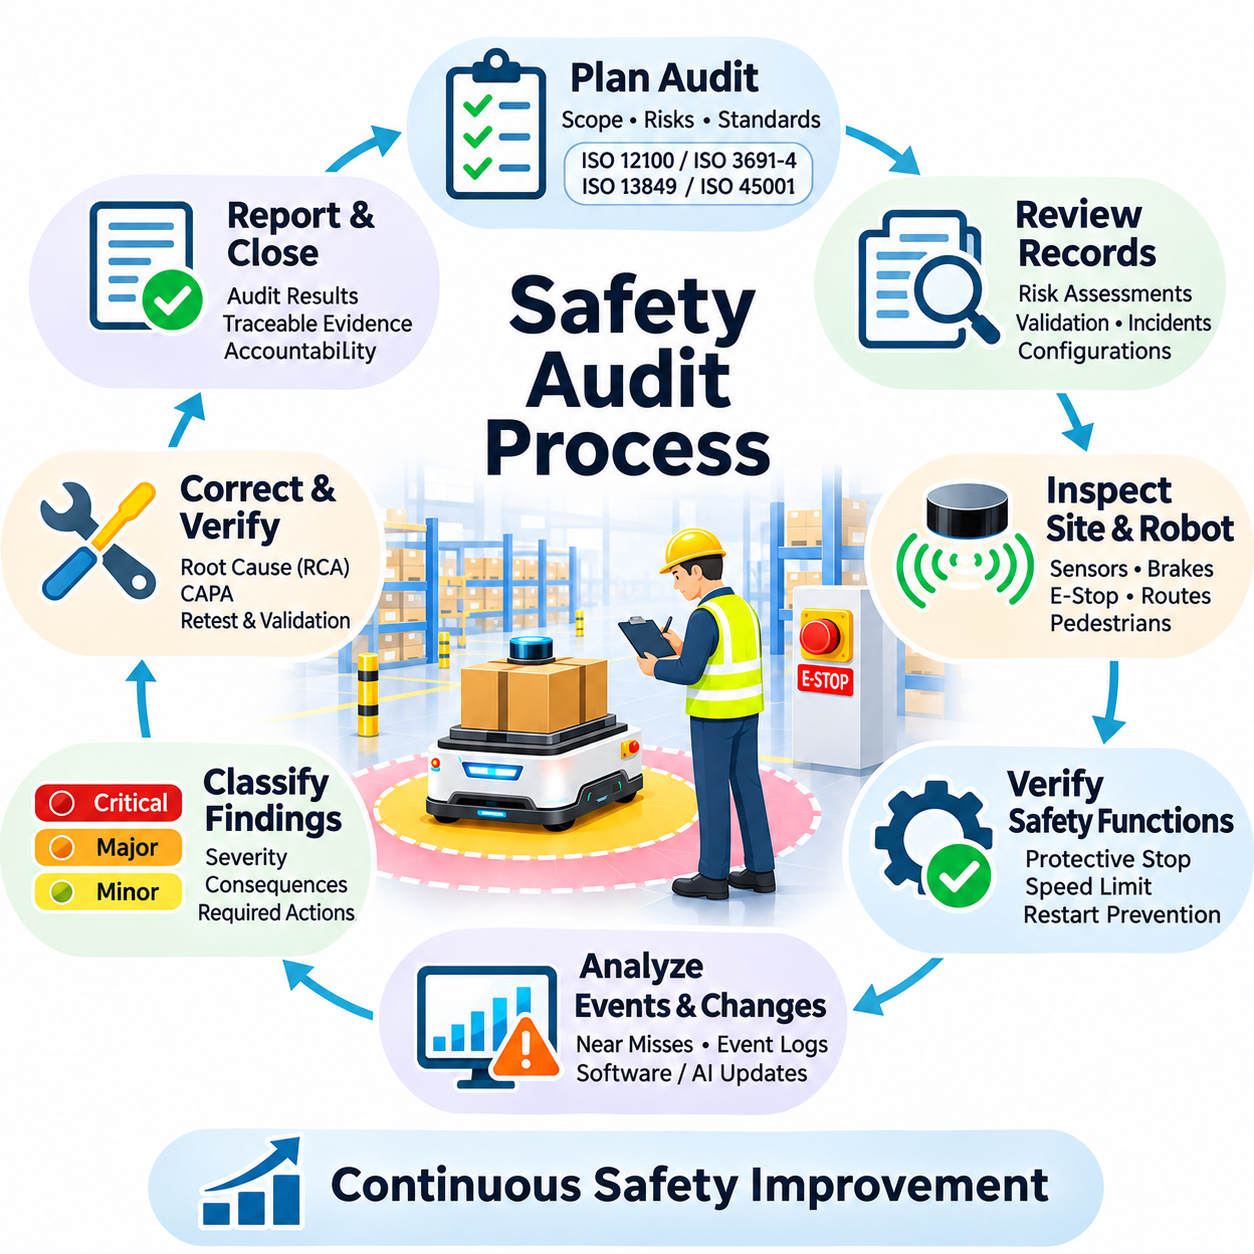 Plan Audit
Scope • Risks • Standards
ISO 12100 / ISO 3691-4
ISO 13849 / ISO 45001
Review
Records
Risk Assessments
Validation • Incidents
Configurations
Inspect
Site & Robot
Sensors • Brakes
E-Stop • Routes
Pedestrians
Verify
Safety Functions
Protective Stop
Speed Limit
Restart Prevention
Analyze
Events & Changes
Near Misses • Event Logs
Software / AI Updates
Classify
Findings
Critical
Major
Minor
Severity
Consequences
Required Actions
Correct &
Verify
Root Cause (RCA)
CAPA
Retest & Validation
Report &
Close
Audit Results
Traceable Evidence
Accountability
Safety
Audit
Process
E-STOP
Continuous Safety Improvement